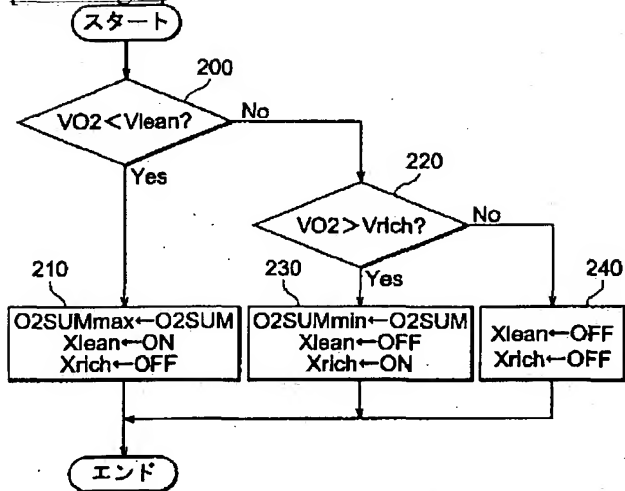 スタート
200
VO2<Vlean?
No
Yes
220
VO2>Vrich?
No
Yes
210
O2SUMmax←O2SUM
Xlean←ON
Xrich←OFF
230
O2SUMmin←O2SUM
Xlean←OFF
Xrich←ON
240
Xlean←OFF
Xrich←OFF
エンド